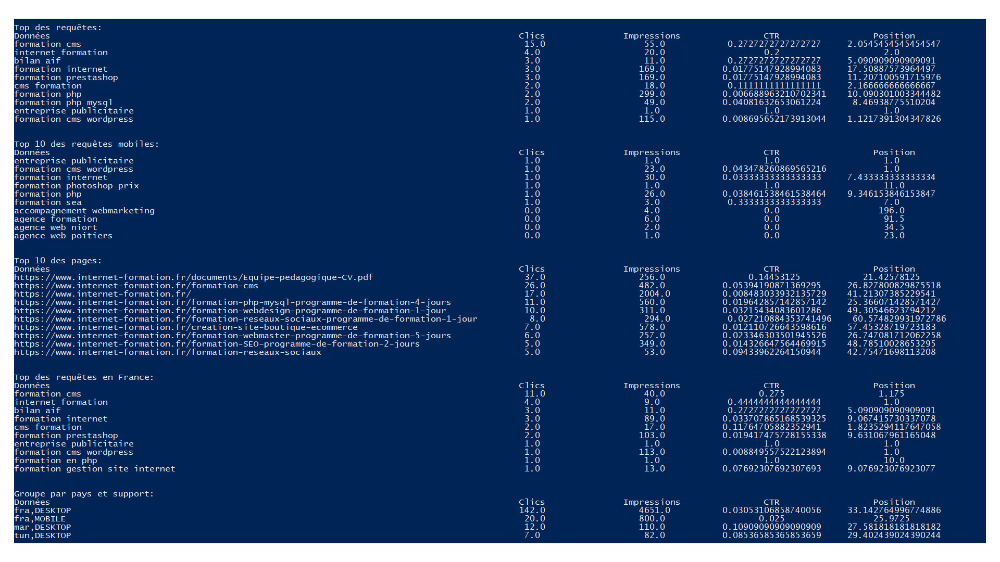 Top des requêtes:
Données Clics Impressions CTR Position
formation cms 15.0 55.0 0.2727272727272727 2.0545454545454547
internet formation 4.0 20.0 0.2 2.0
bilan aif 3.0 11.0 0.2727272727272727 5.090909090909091
formation internet 3.0 169.0 0.01775147928994083 17.50887573964497
formation prestashop 3.0 169.0 0.01775147928994083 11.207100591715976
cms formation 2.0 18.0 0.1111111111111111 2.166666666666667
formation php 2.0 299.0 0.006688963210702341 10.090301003344482
formation php mysql 2.0 49.0 0.04081632653061224 8.46938775510204
entreprise publicitaire 1.0 1.0 1.0 1.0
formation cms wordpress 1.0 115.0 0.008695652173913044 1.1217391304347826
Top 10 des requêtes mobiles:
Données Clics Impressions CTR Position
entreprise publicitaire 1.0 1.0 1.0 1.0
formation cms wordpress 1.0 23.0 0.043478260869565216 1.0
formation internet 1.0 30.0 0.03333333333333333 7.433333333333334
formation photoshop prix 1.0 1.0 1.0 11.0
formation php 1.0 26.0 0.038461538461538464 9.346153846153847
formation sea 1.0 3.0 0.3333333333333333 7.0
accompagnement webmarketing 0.0 4.0 0.0 196.0
agence formation 0.0 6.0 0.0 91.5
agence web niort 0.0 2.0 0.0 34.5
agence web poitiers 0.0 1.0 0.0 23.0
Top 10 des pages:
Données Clics Impressions CTR Position
https://www.internet-formation.fr/documents/Equipe-pedagogique-CV.pdf 37.0 256.0 0.14453125 21.42578125
https://www.internet-formation.fr/formation-cms 26.0 482.0 0.05394190871369295 26.827800829875518
https://www.internet-formation.fr/ 17.0 2004.0 0.008483033932135729 41.21307385229541
https://www.internet-formation.fr/formation-php-mysql-programme-de-formation-4-jours 11.0 560.0 0.019642857142857142 25.366071428571427
https://www.internet-formation.fr/formation-webdesign-programme-de-formation-1-jour 10.0 311.0 0.03215434083601286 49.30546623794212
https://www.internet-formation.fr/formation-reseaux-sociaux-programme-de-formation-1-jour 8.0 294.0 0.027210884353741496 60.574829931972786
https://www.internet-formation.fr/creation-site-boutique-ecommerce 7.0 578.0 0.012110726643598616 57.45328719723183
https://www.internet-formation.fr/formation-webmaster-programme-de-formation-5-jours 6.0 257.0 0.023346303501945526 26.747081712062258
https://www.internet-formation.fr/formation-SEO-programme-de-formation-2-jours 5.0 349.0 0.014326647564469915 48.78510028653295
https://www.internet-formation.fr/formation-reseaux-sociaux 5.0 53.0 0.09433962264150944 42.75471698113208
Top des requêtes en France:
Données Clics Impressions CTR Position
formation cms 11.0 40.0 0.275 1.175
internet formation 4.0 9.0 0.4444444444444444 1.0
bilan aif 3.0 11.0 0.2727272727272727 5.090909090909091
formation internet 3.0 89.0 0.033707865168539325 9.067415730337078
cms formation 2.0 17.0 0.11764705882352941 1.8235294117647058
formation prestashop 2.0 103.0 0.019417475728155338 9.631067961165048
entreprise publicitaire 1.0 1.0 1.0 1.0
formation cms wordpress 1.0 113.0 0.008849557522123894 1.0
formation en php 1.0 1.0 1.0 10.0
formation gestion site internet 1.0 13.0 0.07692307692307693 9.076923076923077
Groupe par pays et support:
Données Clics Impressions CTR Position
fra,DESKTOP 142.0 4651.0 0.03053106858740056 33.142764996774886
fra,MOBILE 20.0 800.0 0.025 25.9725
mar,DESKTOP 12.0 110.0 0.10909090909090909 27.581818181818182
tun,DESKTOP 7.0 82.0 0.08536585365853659 29.402439024390244